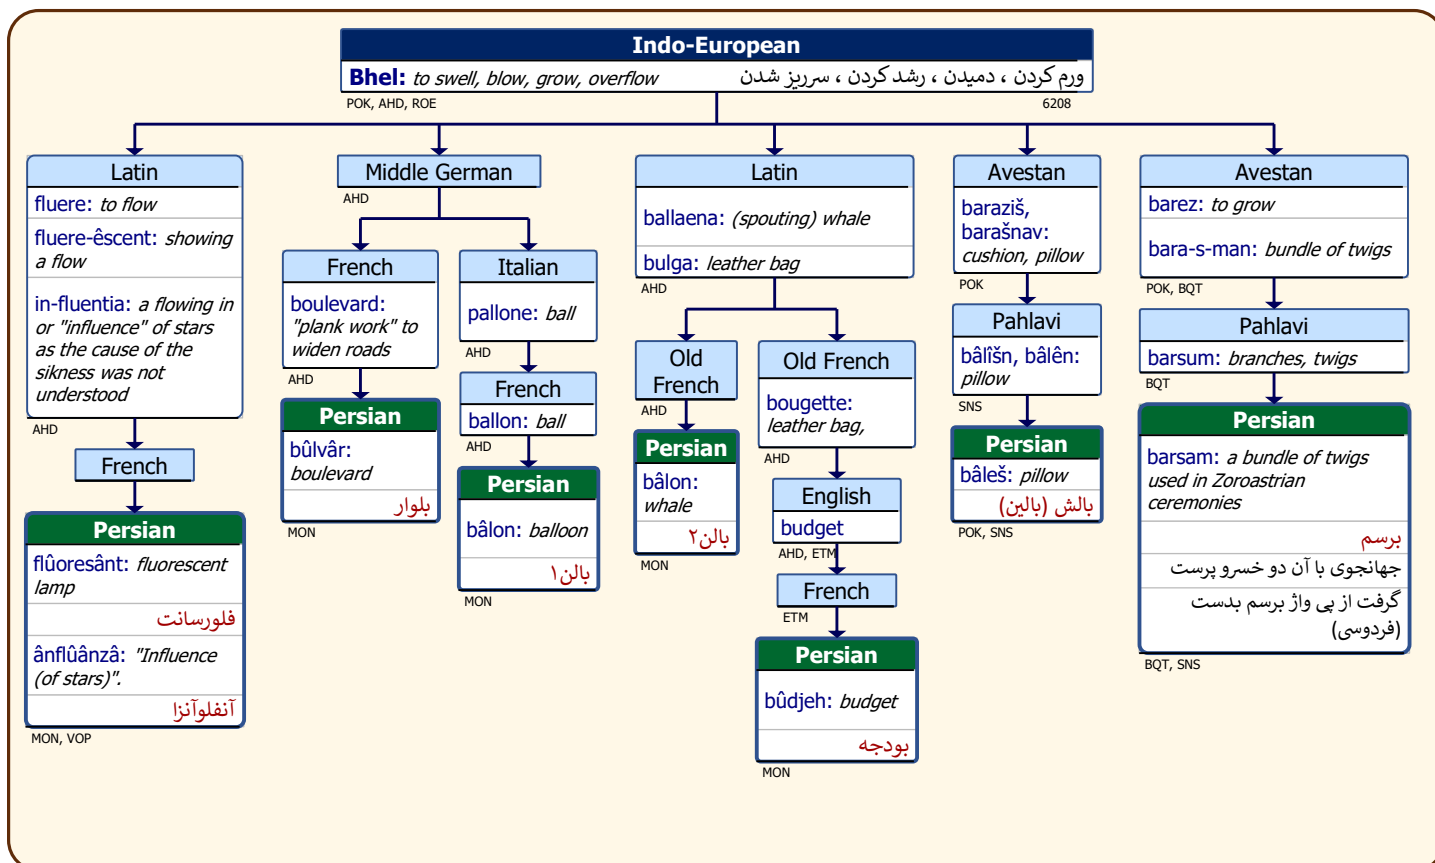 Indo-European
Bhel: to swell, blow, grow, overflow ورم کردن ، دمیدن ، رشد کردن ، سرریز شدن
POK, AHD, ROE 6208
Latin
fluere: to flow
fluere-êscent: showing
a flow
in-fluentia: a flowing in
or "influence" of stars
as the cause of the
sikness was not
understood
AHD
French
Persian
flûoresânt: fluorescent
lamp
فلورسانت
ânflûânzâ: "Influence
(of stars)".
آنفلوآنزا
MON, VOP
Middle German
AHD
French
boulevard:
"plank work" to
widen roads
AHD
Persian
bûlvâr:
boulevard
بلوار
MON
Italian
pallone: ball
AHD
French
ballon: ball
AHD
Persian
bâlon: balloon
بالن۱
MON
Latin
ballaena: (spouting) whale
bulga: leather bag
AHD
Old
French
AHD
Persian
bâlon:
whale
بالن۲
MON
Old French
bougette:
leather bag,
AHD
English
budget
AHD, ETM
French
ETM
Persian
bûdjeh: budget
بودجه
MON
Avestan
baraziš,
barašnav:
cushion, pillow
POK
Pahlavi
bâlîšn, bâlên:
pillow
SNS
Persian
bâleš: pillow
بالش (بالین)
POK, SNS
Avestan
barez: to grow
bara-s-man: bundle of twigs
POK, BQT
Pahlavi
barsum: branches, twigs
BQT
Persian
barsam: a bundle of twigs
used in Zoroastrian
ceremonies
برسم
جهانجوی با آن دو خسرو پرست
گرفت از پی واژ برسم بدست
(فردوسی)
BQT, SNS